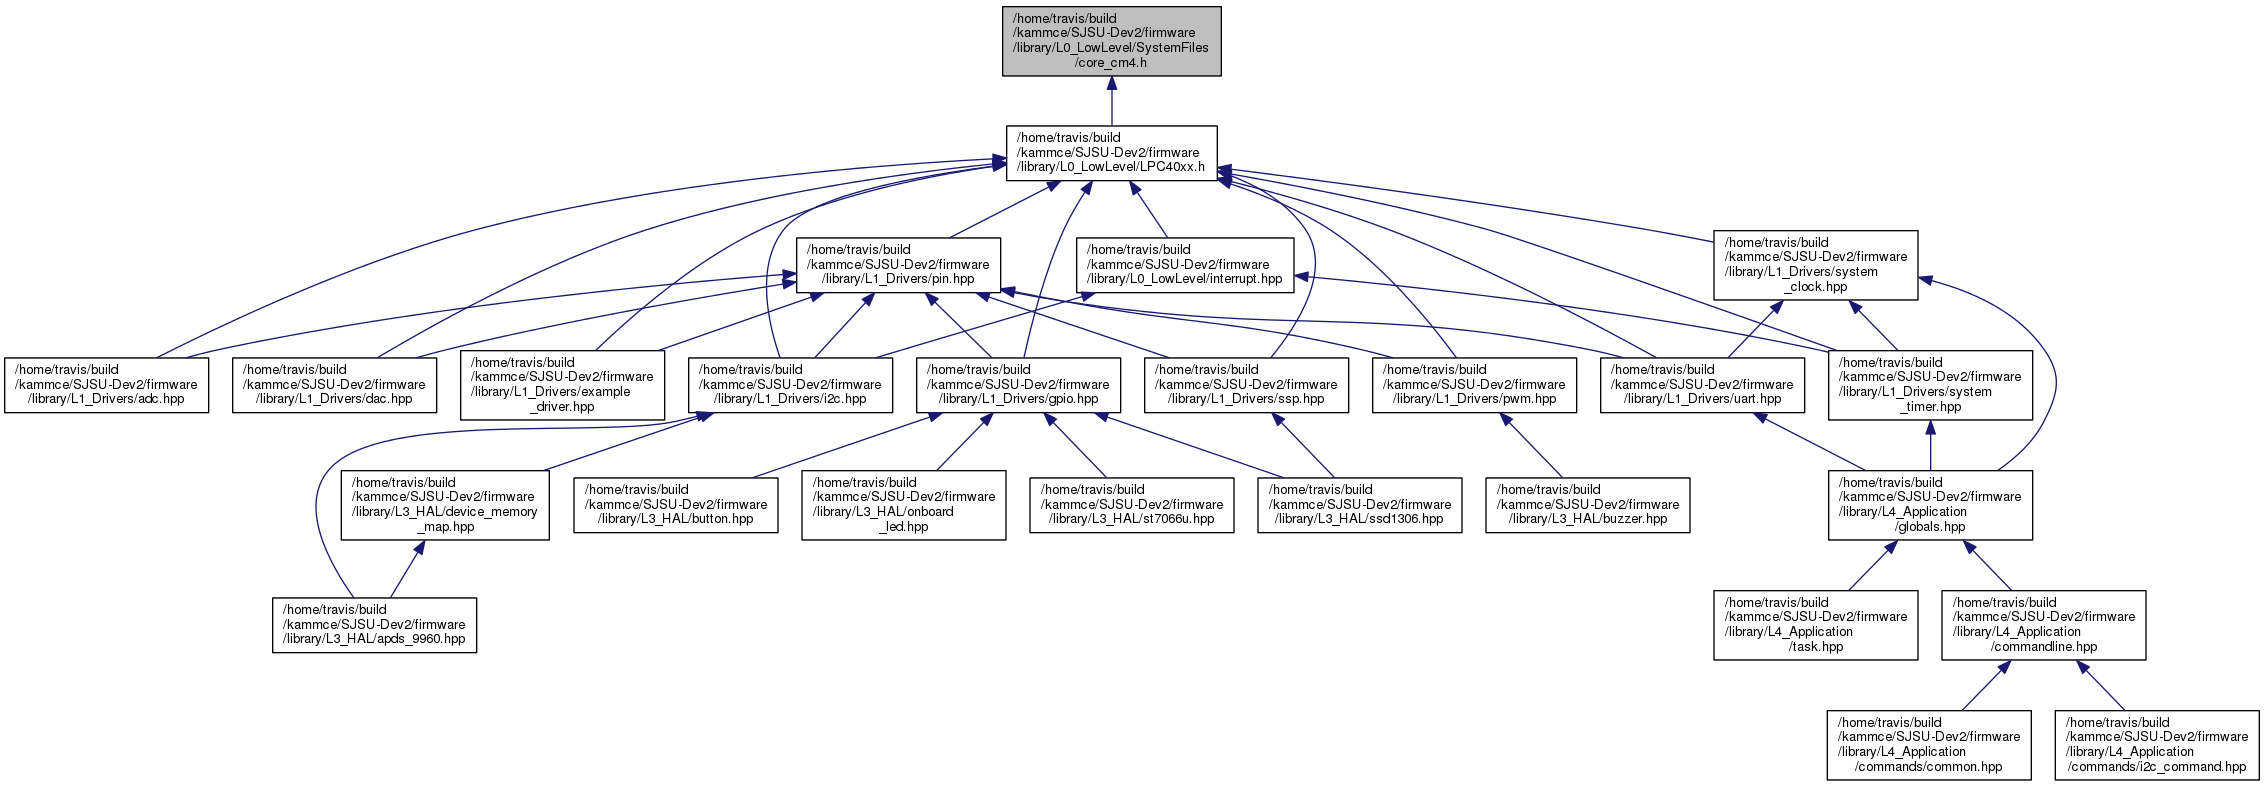 /home/travis/build
/kammce/SJSU-Dev2/firmware
/library/L0_LowLevel/SystemFiles
/core_cm4.h
/home/travis/build
/kammce/SJSU-Dev2/firmware
/library/L0_LowLevel/LPC40xx.h
/home/travis/build
/kammce/SJSU-Dev2/firmware
/library/L1_Drivers/pin.hpp
/home/travis/build
/kammce/SJSU-Dev2/firmware
/library/L0_LowLevel/interrupt.hpp
/home/travis/build
/kammce/SJSU-Dev2/firmware
/library/L1_Drivers/system
_clock.hpp
/home/travis/build
/kammce/SJSU-Dev2/firmware
/library/L1_Drivers/adc.hpp
/home/travis/build
/kammce/SJSU-Dev2/firmware
/library/L1_Drivers/dac.hpp
/home/travis/build
/kammce/SJSU-Dev2/firmware
/library/L1_Drivers/example
_driver.hpp
/home/travis/build
/kammce/SJSU-Dev2/firmware
/library/L1_Drivers/i2c.hpp
/home/travis/build
/kammce/SJSU-Dev2/firmware
/library/L1_Drivers/gpio.hpp
/home/travis/build
/kammce/SJSU-Dev2/firmware
/library/L1_Drivers/ssp.hpp
/home/travis/build
/kammce/SJSU-Dev2/firmware
/library/L1_Drivers/pwm.hpp
/home/travis/build
/kammce/SJSU-Dev2/firmware
/library/L1_Drivers/uart.hpp
/home/travis/build
/kammce/SJSU-Dev2/firmware
/library/L1_Drivers/system
_timer.hpp
/home/travis/build
/kammce/SJSU-Dev2/firmware
/library/L3_HAL/device_memory
_map.hpp
/home/travis/build
/kammce/SJSU-Dev2/firmware
/library/L3_HAL/button.hpp
/home/travis/build
/kammce/SJSU-Dev2/firmware
/library/L3_HAL/onboard
_led.hpp
/home/travis/build
/kammce/SJSU-Dev2/firmware
/library/L3_HAL/st7066u.hpp
/home/travis/build
/kammce/SJSU-Dev2/firmware
/library/L3_HAL/ssd1306.hpp
/home/travis/build
/kammce/SJSU-Dev2/firmware
/library/L3_HAL/buzzer.hpp
/home/travis/build
/kammce/SJSU-Dev2/firmware
/library/L4_Application
/globals.hpp
/home/travis/build
/kammce/SJSU-Dev2/firmware
/library/L3_HAL/apds_9960.hpp
/home/travis/build
/kammce/SJSU-Dev2/firmware
/library/L4_Application
/task.hpp
/home/travis/build
/kammce/SJSU-Dev2/firmware
/library/L4_Application
/commandline.hpp
/home/travis/build
/kammce/SJSU-Dev2/firmware
/library/L4_Application
/commands/common.hpp
/home/travis/build
/kammce/SJSU-Dev2/firmware
/library/L4_Application
/commands/i2c_command.hpp